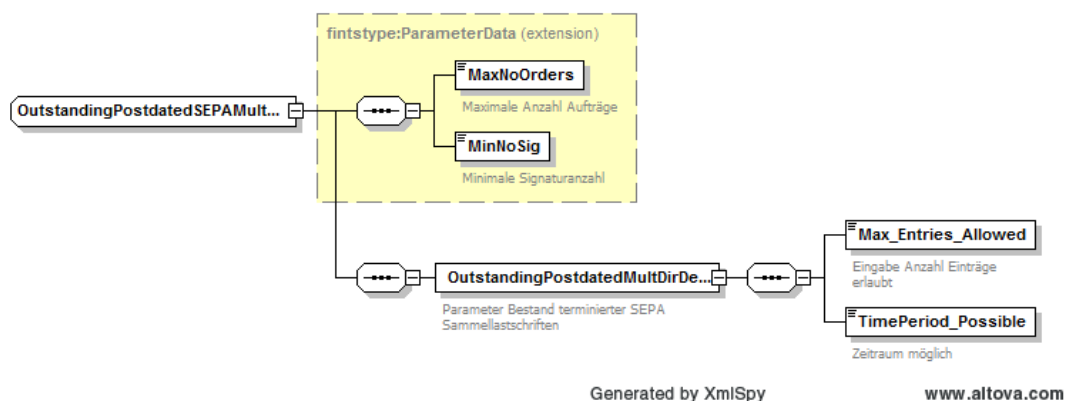 fintstype:ParameterData (extension)
MaxNoOrders
Maximale Anzahl Aufträge
OutstandingPostdatedSEPAMult...
MinNoSig
Minimale Signaturanzahl
OutstandingPostdatedMultDirDe...
Parameter Bestand terminierter SEPA
Sammellastschriften
Max_Entries_Allowed
Eingabe Anzahl Einträge
erlaubt
TimePeriod_Possible
Zeitraum möglich
Generated by XmlSpy
www.altova.com